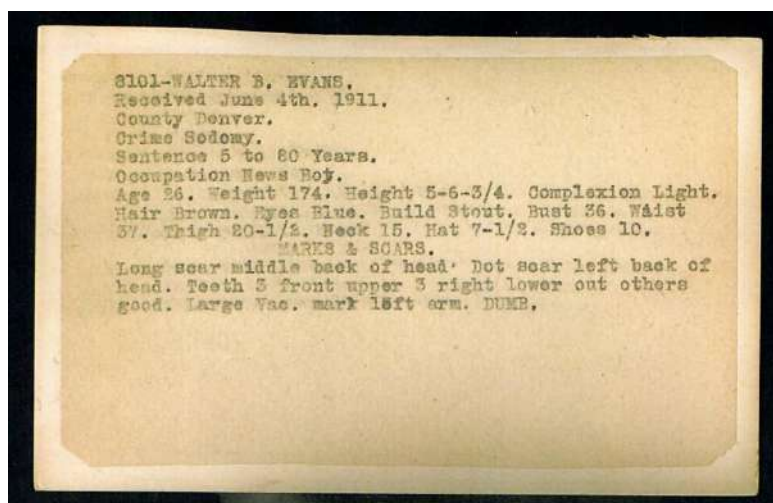 8101-WALTER B. EVANS.
Received June 4th. 1911.
County Denver.
Crime Sodomy.
Sentence 5 to 80 Years.
Occupation News Boy.
Age 26. Weight 174. Height 5-6-3/4. Complexion Light.
Hair Brown. Eyes Blue. Build Stout. Bust 36. Waist
37. Thigh 20-1/2. Neck 15. Hat 7-1/2. Shoes 10.
MARKS & SCARS.
Long scar middle back of head. Dot scar left back of
head. Teeth 3 front upper 3 right lower out others
good. Large Vac. mark left arm. DUMB.